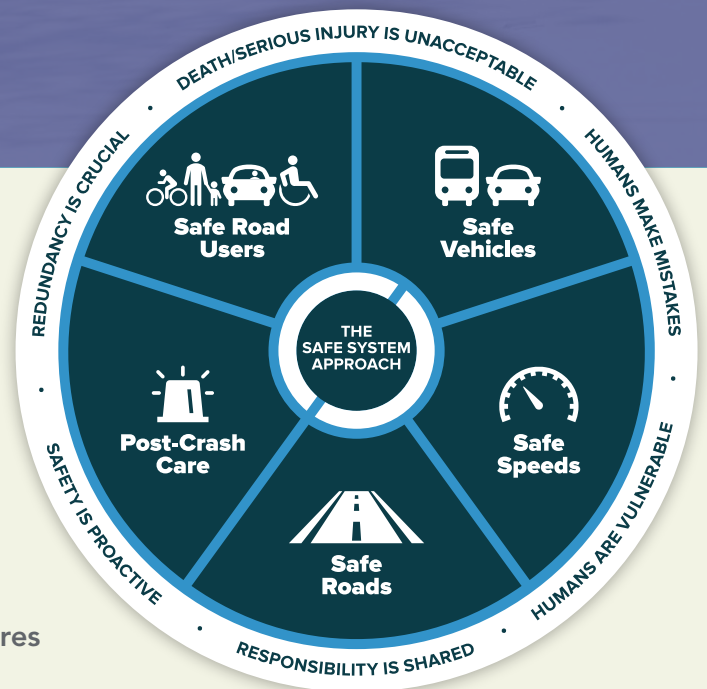 DEATH/SERIOUS INJURY IS UNACCEPTABLE
HUMANS MAKE MISTAKES
HUMANS ARE VULNERABLE
RESPONSIBILITY IS SHARED
SAFETY IS PROACTIVE
REDUNDANCY IS CRUCIAL
Safe Road
Users
Safe
Vehicles
THE
SAFE SYSTEM
APPROACH
Safe
Speeds
Post-Crash
Care
Safe
Roads
res